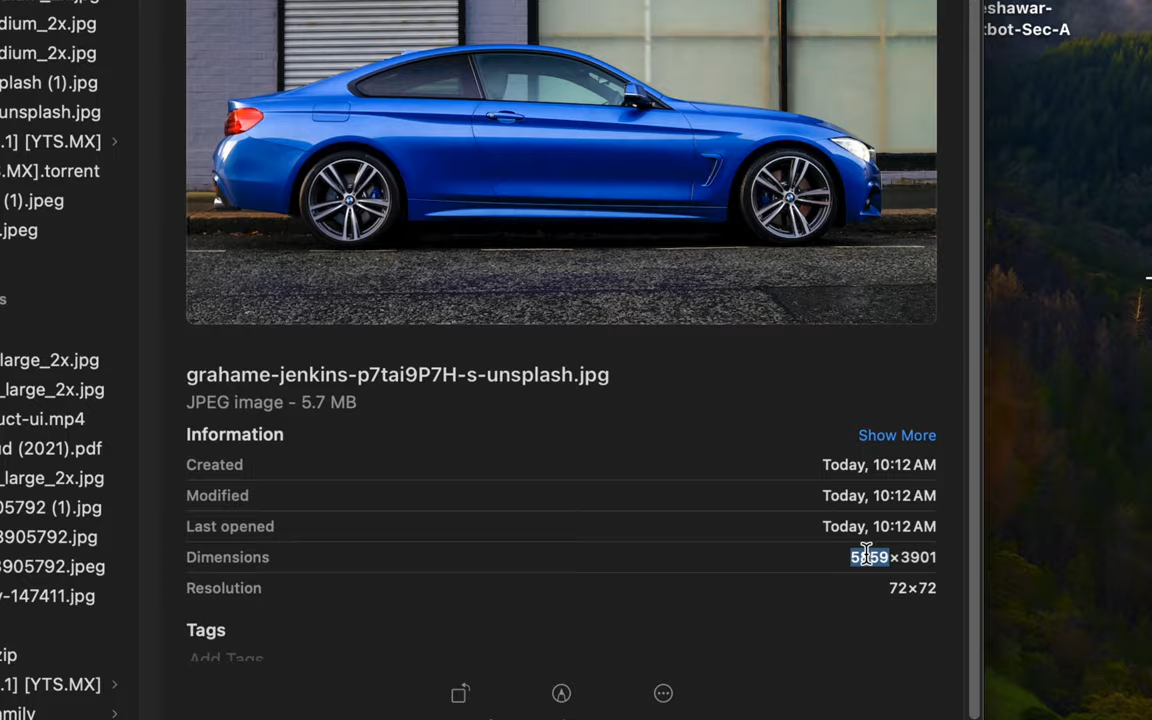 dium_2x.jpg
dium_2x.jpg
plash (1).jpg
unsplash.jpg
.1] [YTS.MX]
S.MX].torrent
(1).jpeg
.jpeg
s
large_2x.jpg
_large_2x.jpg
uct-ui.mp4
d (2021).pdf
_large_2x.jpg
05792 (1).jpg
3905792.jpg
3905792.jpeg
y-147411.jpg
zip
.1] [YTS.MX]
amily
grahame-jenkins-p7tai9P7H-s-unsplash.jpg
JPEG image - 5.7 MB
Information Show More
Created Today, 10:12 AM
Modified Today, 10:12 AM
Last opened Today, 10:12 AM
Dimensions 5859×3901
Resolution 72×72
Tags
Add Tags
eshawar-
tbot-Sec-A